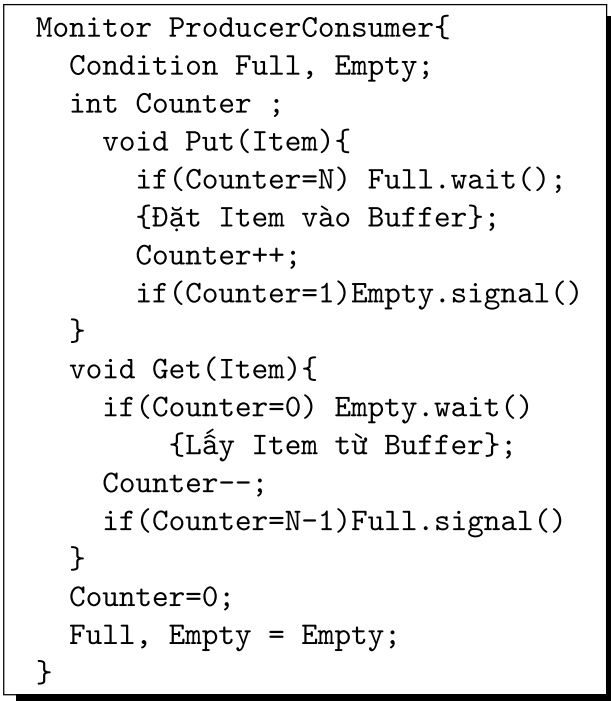 Monitor ProducerConsumer{
Condition Full, Empty;
int Counter ;
void Put(Item){
if(Counter=N) Full.wait();
{Đặt Item vào Buffer};
Counter++;
if(Counter=1)Empty.signal()
}
void Get(Item){
if(Counter=0) Empty.wait()
{Lấy Item từ Buffer};
Counter--;
if(Counter=N-1)Full.signal()
}
Counter=0;
Full, Empty = Empty;
}